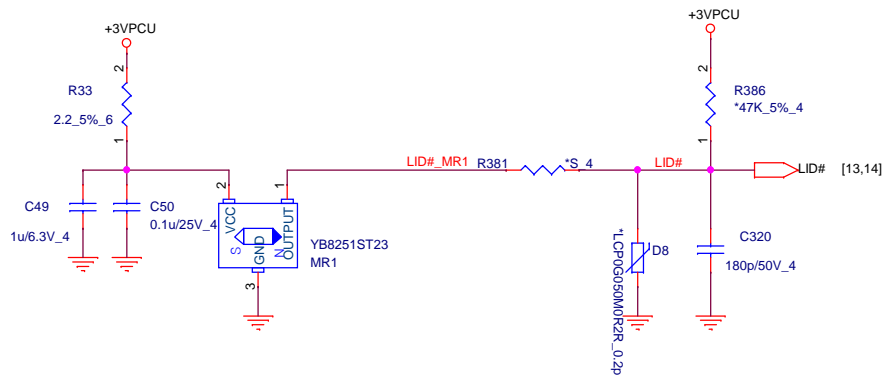 +3VPCU
2
R33
2.2_5%_6
1
C49
1u/6.3V_4
C50
0.1u/25V_4
2
1
VCC
OUTPUT
S
N
GND
3
YB8251ST23
MR1
LID#_MR1
R381
*S_4
LID#
+3VPCU
2
R386
*47K_5%_4
1
LID#
[13,14]
D8
*LCP0G050M0R2R_0.2p
C320
180p/50V_4